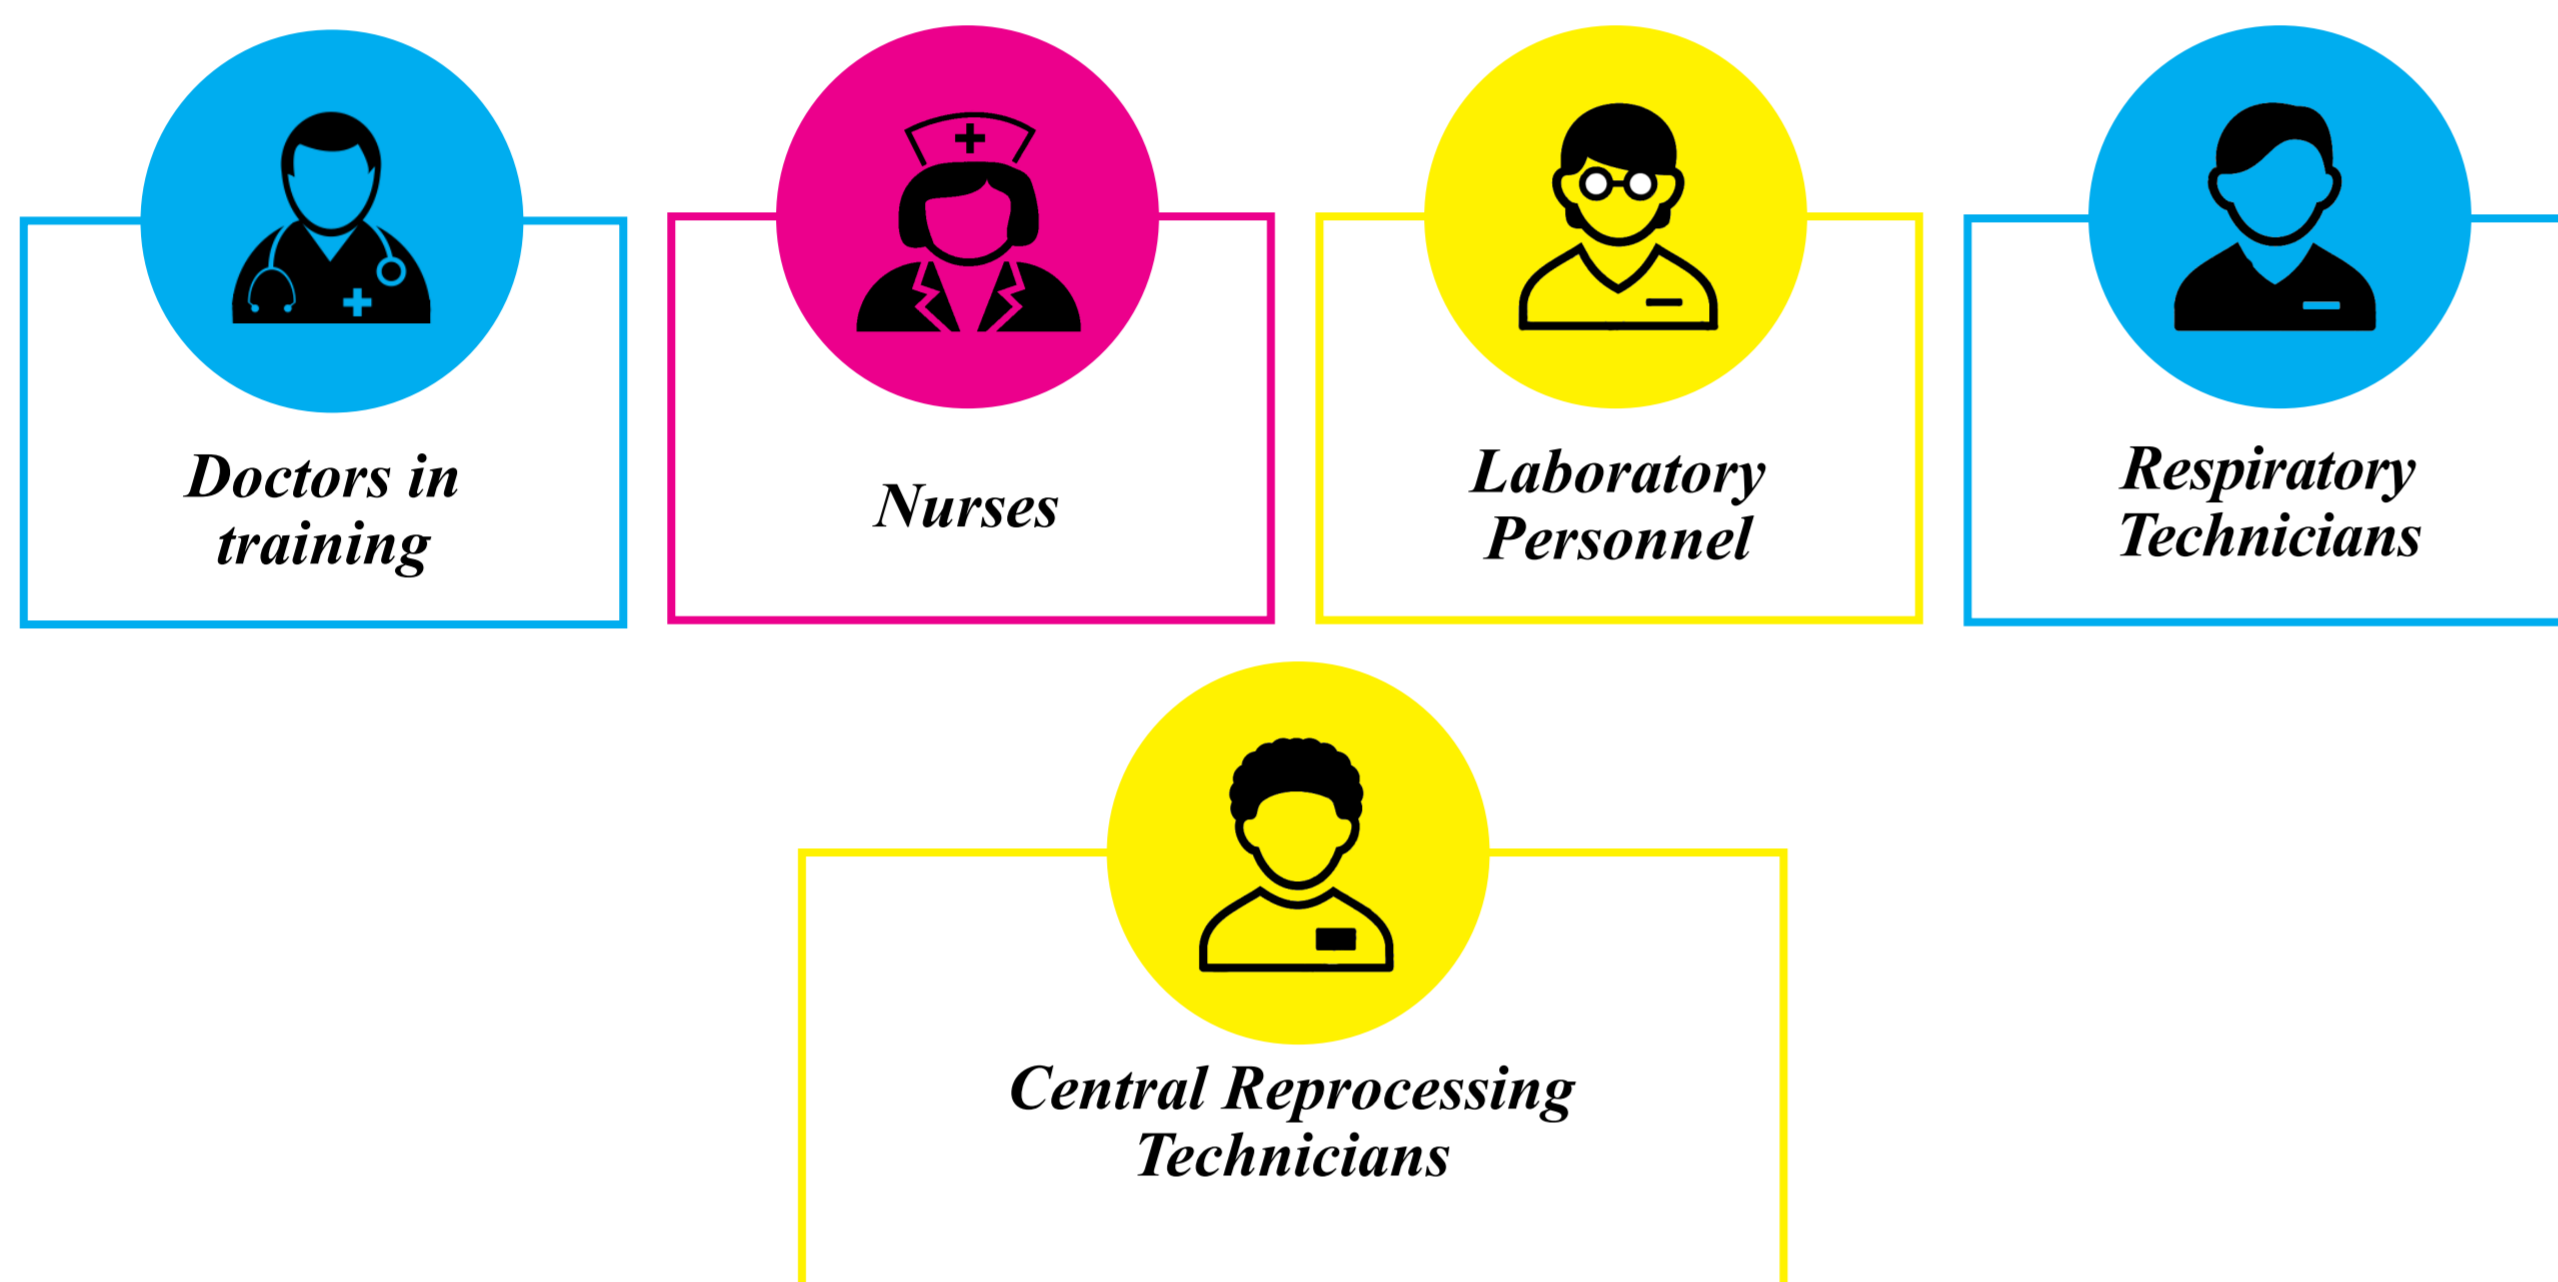 Doctors in
training
Nurses
Laboratory
Personnel
Respiratory
Technicians
Central Reprocessing
Technicians